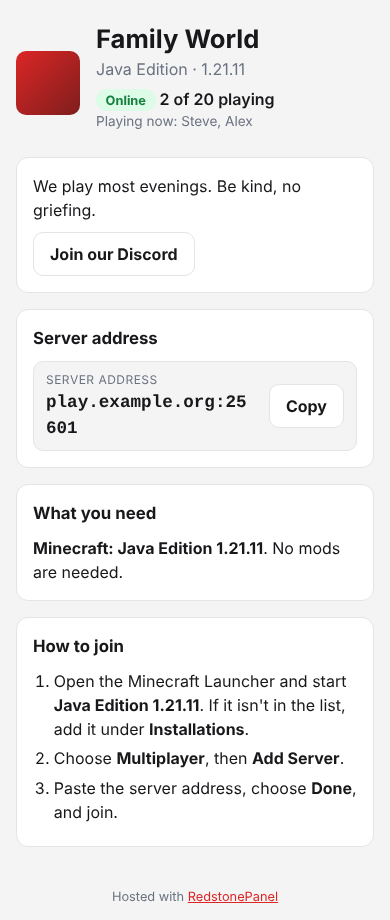 Family World
Java Edition · 1.21.11
Online 2 of 20 playing
Playing now: Steve, Alex
We play most evenings. Be kind, no
griefing.
Join our Discord
Server address
SERVER ADDRESS
play.example.org:25
601
Copy
What you need
Minecraft: Java Edition 1.21.11. No mods
are needed.
How to join
1. Open the Minecraft Launcher and start
Java Edition 1.21.11. If it isn't in the list,
add it under Installations.
2. Choose Multiplayer, then Add Server.
3. Paste the server address, choose Done,
and join.
Hosted with RedstonePanel